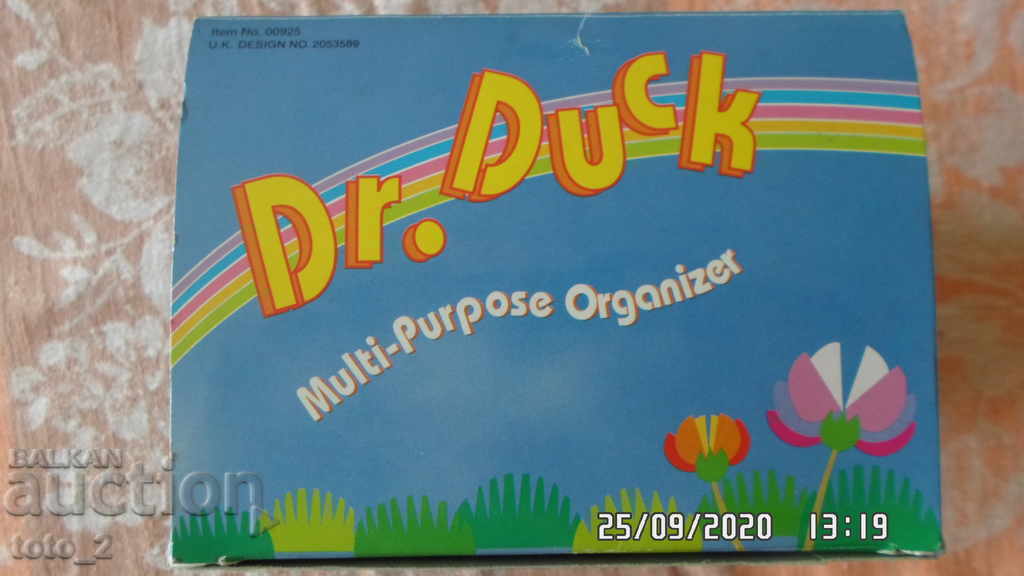 Item No. 00925
U.K. DESIGN NO. 2053589
Dr. Duck
Multi-Purpose Organizer
BALKAN
auction
toto_2
25/09/2020 13:19